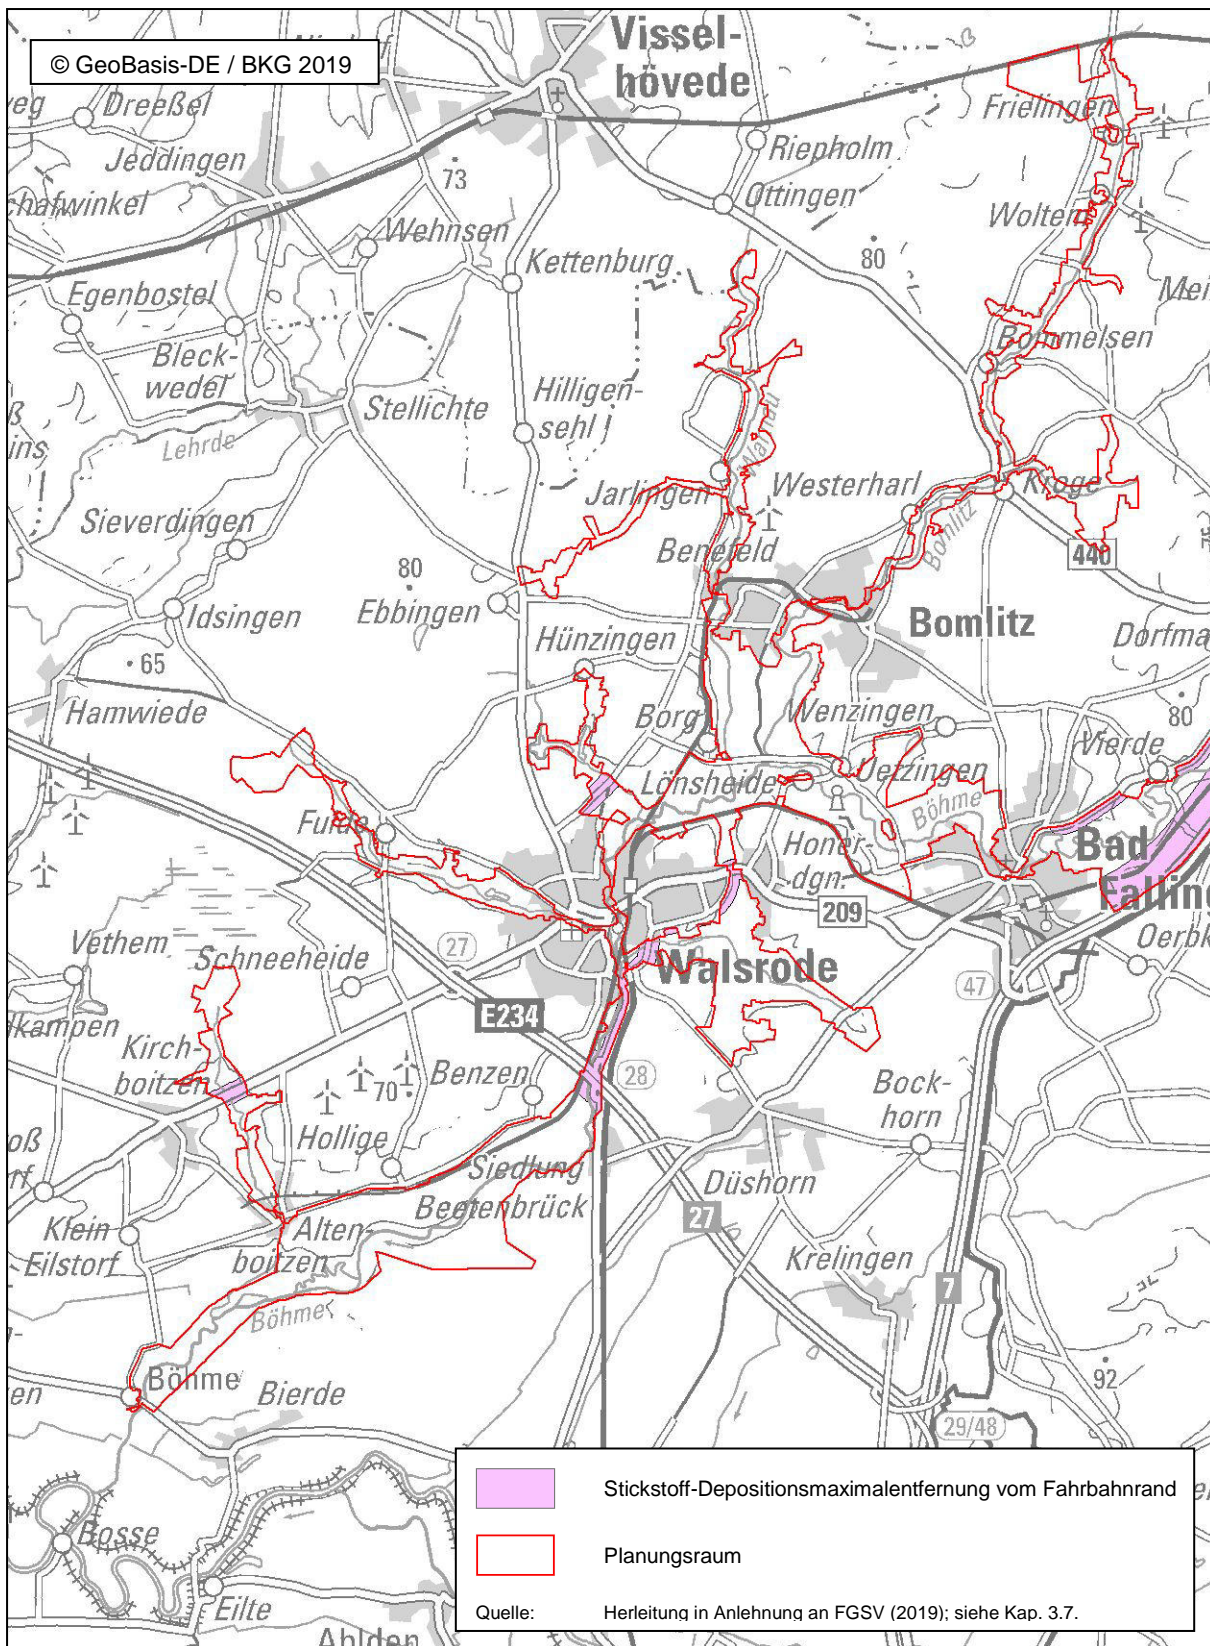 © GeoBasis-DE / BKG 2019
Vissel-
hövede
Dreeßel
Frielingen
Jeddingen
73
Riepholm
Ottingen
Woltem
Wehnsen
80
Kettenburg
Egenbostel
Bommelsen
Bleck-
wedel
Stellichte
Hilligen-
sehl
Lehrde
Warnau
Jarlingen
Westerharl
Kroge
Sieverdingen
Benefeld
Bomlitz
440
80
Ebbingen
Idsingen
Bomlitz
Hünzingen
65
Hamwiede
Borg
Wenzingen
80
Vierde
Lönsheide
Uetzingen
Böhme
Fulde
Honer-
dgn.
Bad
209
Vethem
Schneeheide
27
Walsrode
47
E234
Kirch-
boitzen
Benzen
28
70
Bock-
horn
Hollige
Siedlung
Beetenbrück
Düshorn
Klein
Eilstorf
Alten-
boitzen
27
Krelingen
7
Böhme
Böhme
Bierde
92
29/48
Bosse
Eilte
Ahlden
Stickstoff-Depositionsmaximalentfernung vom Fahrbahnrand
Planungsraum
Quelle: Herleitung in Anlehnung an FGSV (2019); siehe Kap. 3.7.